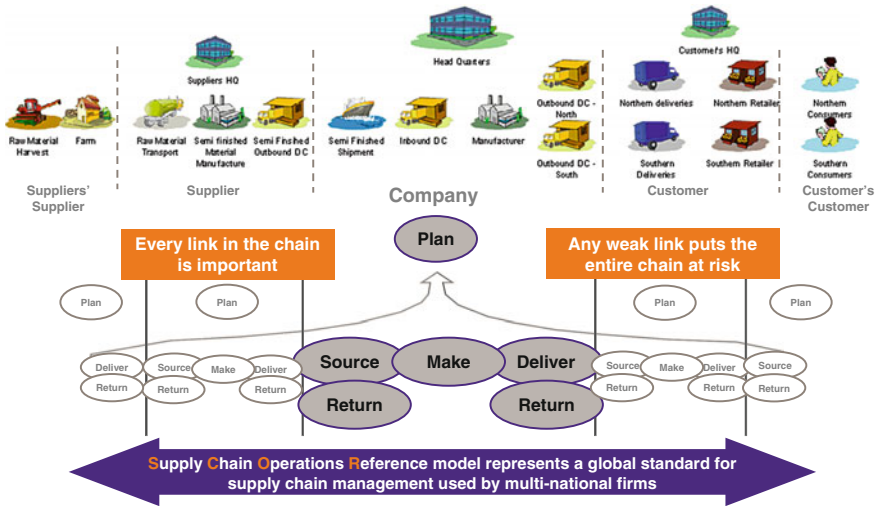 Suppliers HQ
Head Quarters
Customer's HQ
Raw Material
Harvest
Farm
Raw Material
Transport
Semi finished
Material
Manufacture
Semi Finshed
Outbound DC
Semi Finished
Shipment
Inbound DC
Manufacturer
Outbound DC -
North
Outbound DC -
South
Northern deliveries
Southern
Deliveries
Northern Retailer
Southern Retailer
Northern
Consumers
Southern
Consumers
Suppliers'
Supplier
Supplier
Company
Customer
Customer's
Customer
Every link in the chain
is important
Plan
Any weak link puts the
entire chain at risk
Plan
Plan
Plan
Plan
Deliver
Return
Source
Return
Make
Deliver
Return
Source
Return
Make
Deliver
Return
Source
Return
Make
Deliver
Return
Source
Return
Supply Chain Operations Reference model represents a global standard for
supply chain management used by multi-national firms